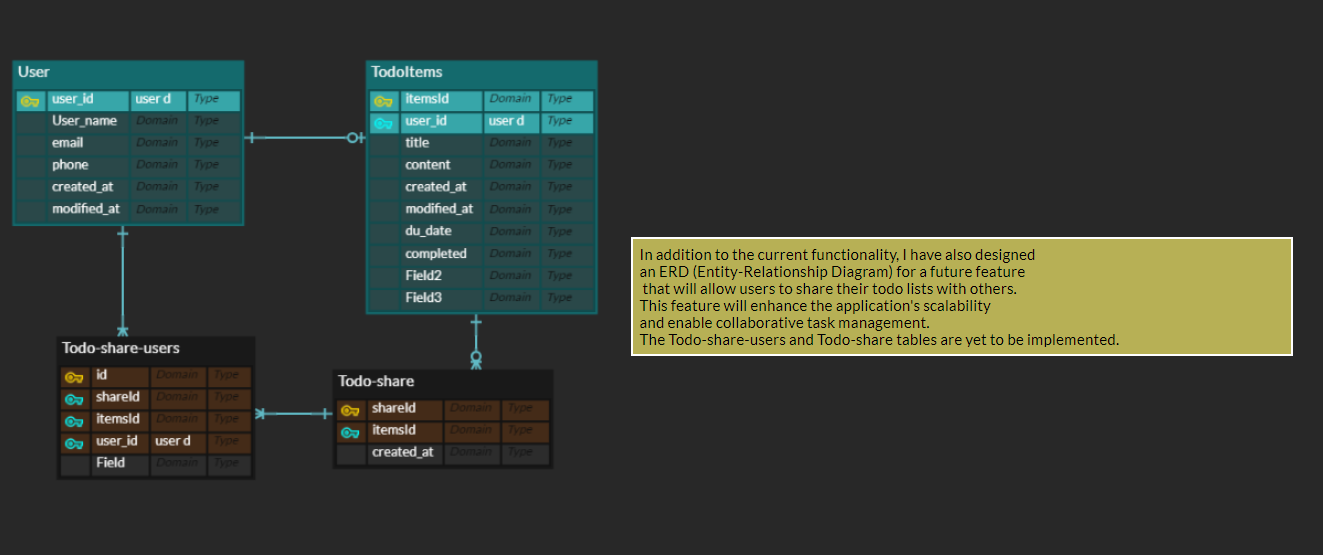 User
user_id user d Type
User_name Domain Type
email Domain Type
phone Domain Type
created_at Domain Type
modified_at Domain Type
TodoItems
itemsId Domain Type
user_id user d Type
title Domain Type
content Domain Type
created_at Domain Type
modified_at Domain Type
du_date Domain Type
completed Domain Type
Field2 Domain Type
Field3 Domain Type
In addition to the current functionality, I have also designed
an ERD (Entity-Relationship Diagram) for a future feature
that will allow users to share their todo lists with others.
This feature will enhance the application's scalability
and enable collaborative task management.
The Todo-share-users and Todo-share tables are yet to be implemented.
Todo-share-users
id Domain Type
shareId Domain Type
itemsId Domain Type
user_id user d Type
Field Domain Type
Todo-share
shareId Domain Type
itemsId Domain Type
created_at Domain Type